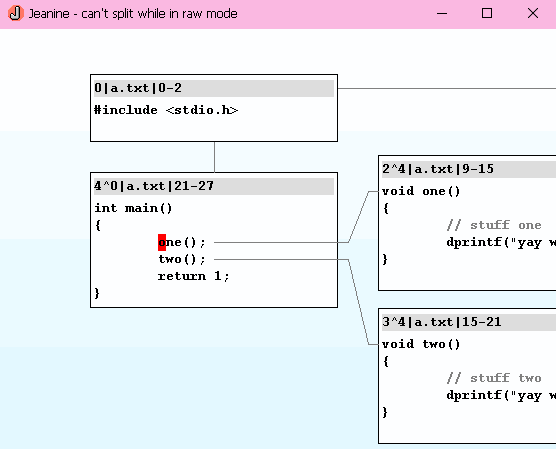 Jeanine - can't split while in raw mode
0|a.txt|0-2
#include <stdio.h>
4^0|a.txt|21-27
int main()
{
one();
two();
return 1;
}
2^4|a.txt|9-15
void one()
{
// stuff one
dprintf("yay
}
3^4|a.txt|15-21
void two()
{
// stuff two
dprintf("yay
}